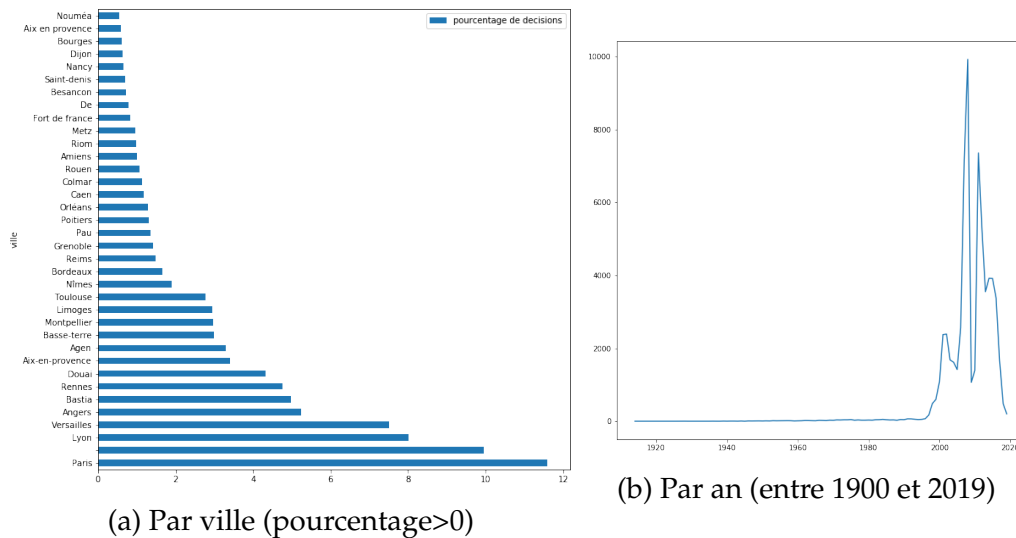 pourcentage de decisions
ville
Nouméa
Aix en provence
Bourges
Dijon
Nancy
Saint-denis
Besancon
De
Fort de france
Metz
Riom
Amiens
Rouen
Colmar
Caen
Orléans
Poitiers
Pau
Grenoble
Reims
Bordeaux
Nîmes
Toulouse
Limoges
Montpellier
Basse-terre
Agen
Aix-en-provence
Douai
Rennes
Bastia
Angers
Versailles
Lyon
Paris
0 2 4 6 8 10 12
(a) Par ville (pourcentage>0)
10000
8000
6000
4000
2000
0
1920 1940 1960 1980 2000 2020
(b) Par an (entre 1900 et 2019)